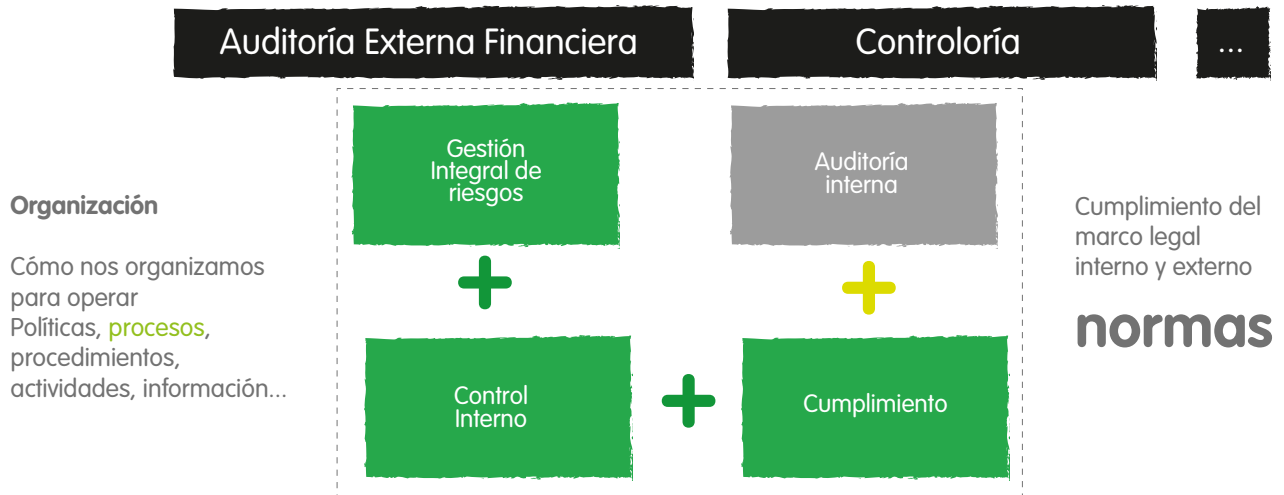 Auditoría Externa Financiera
Controloría
...
Gestión
Integral de
riesgos
Auditoría
interna
Organización
Cómo nos organizamos
para operar
Políticas, procesos,
procedimientos,
actividades, información...
Cumplimiento del
marco legal
interno y externo
normas
Control
Interno
Cumplimiento